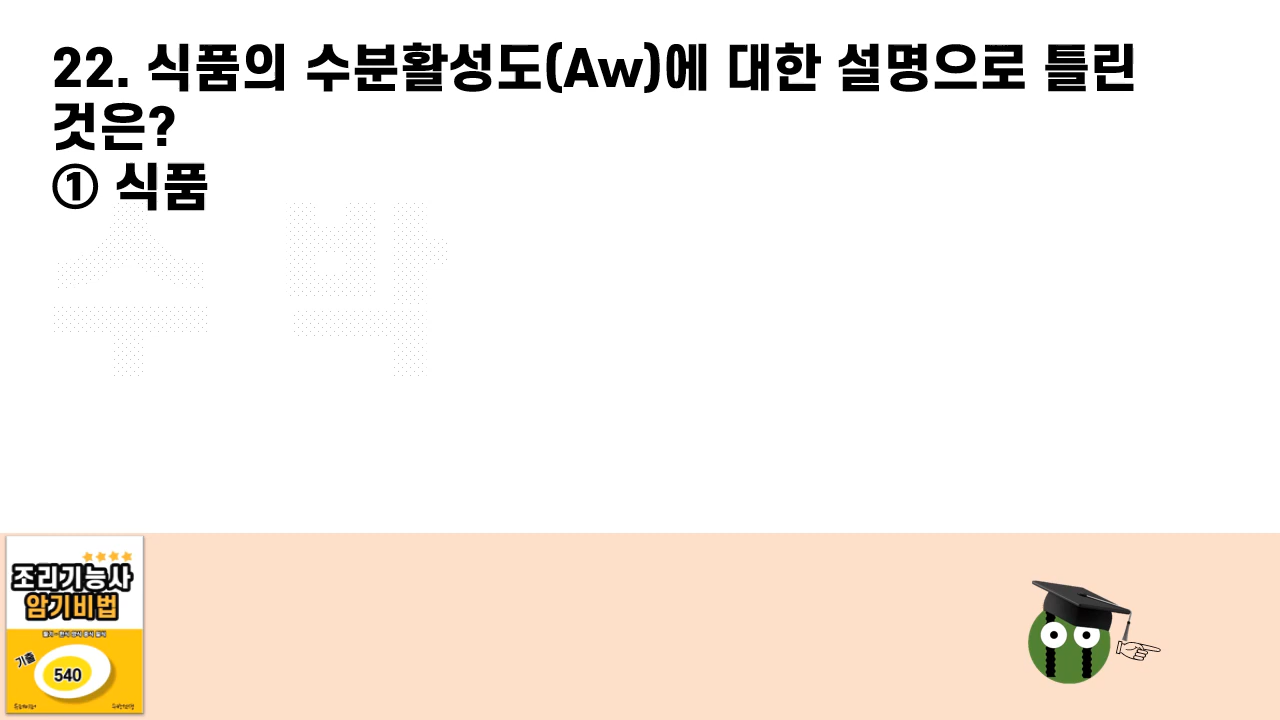 22. 식품의 수분활성도(Aw)에 대한 설명으로 틀린
것은?
① 식품
수박
조리기능사
암기비법
기출
540